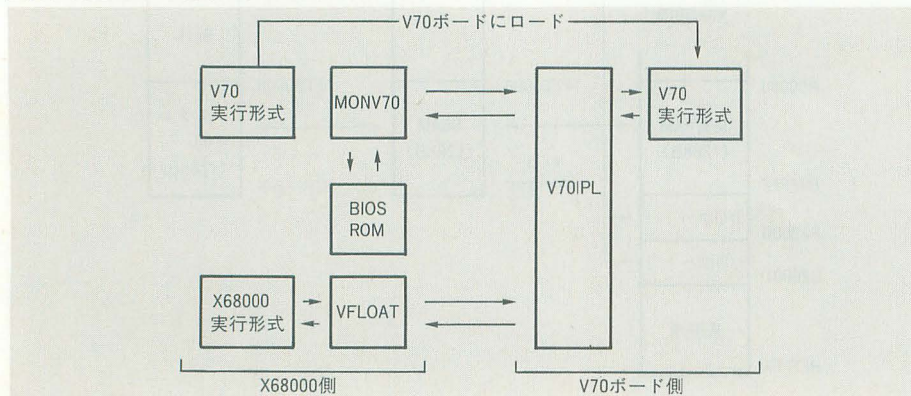 V70ボードにロード
V70
実行形式
MONV70
V70IPL
V70
実行形式
BIOS
ROM
X68000
実行形式
VFLOAT
X68000側
V70ボード側